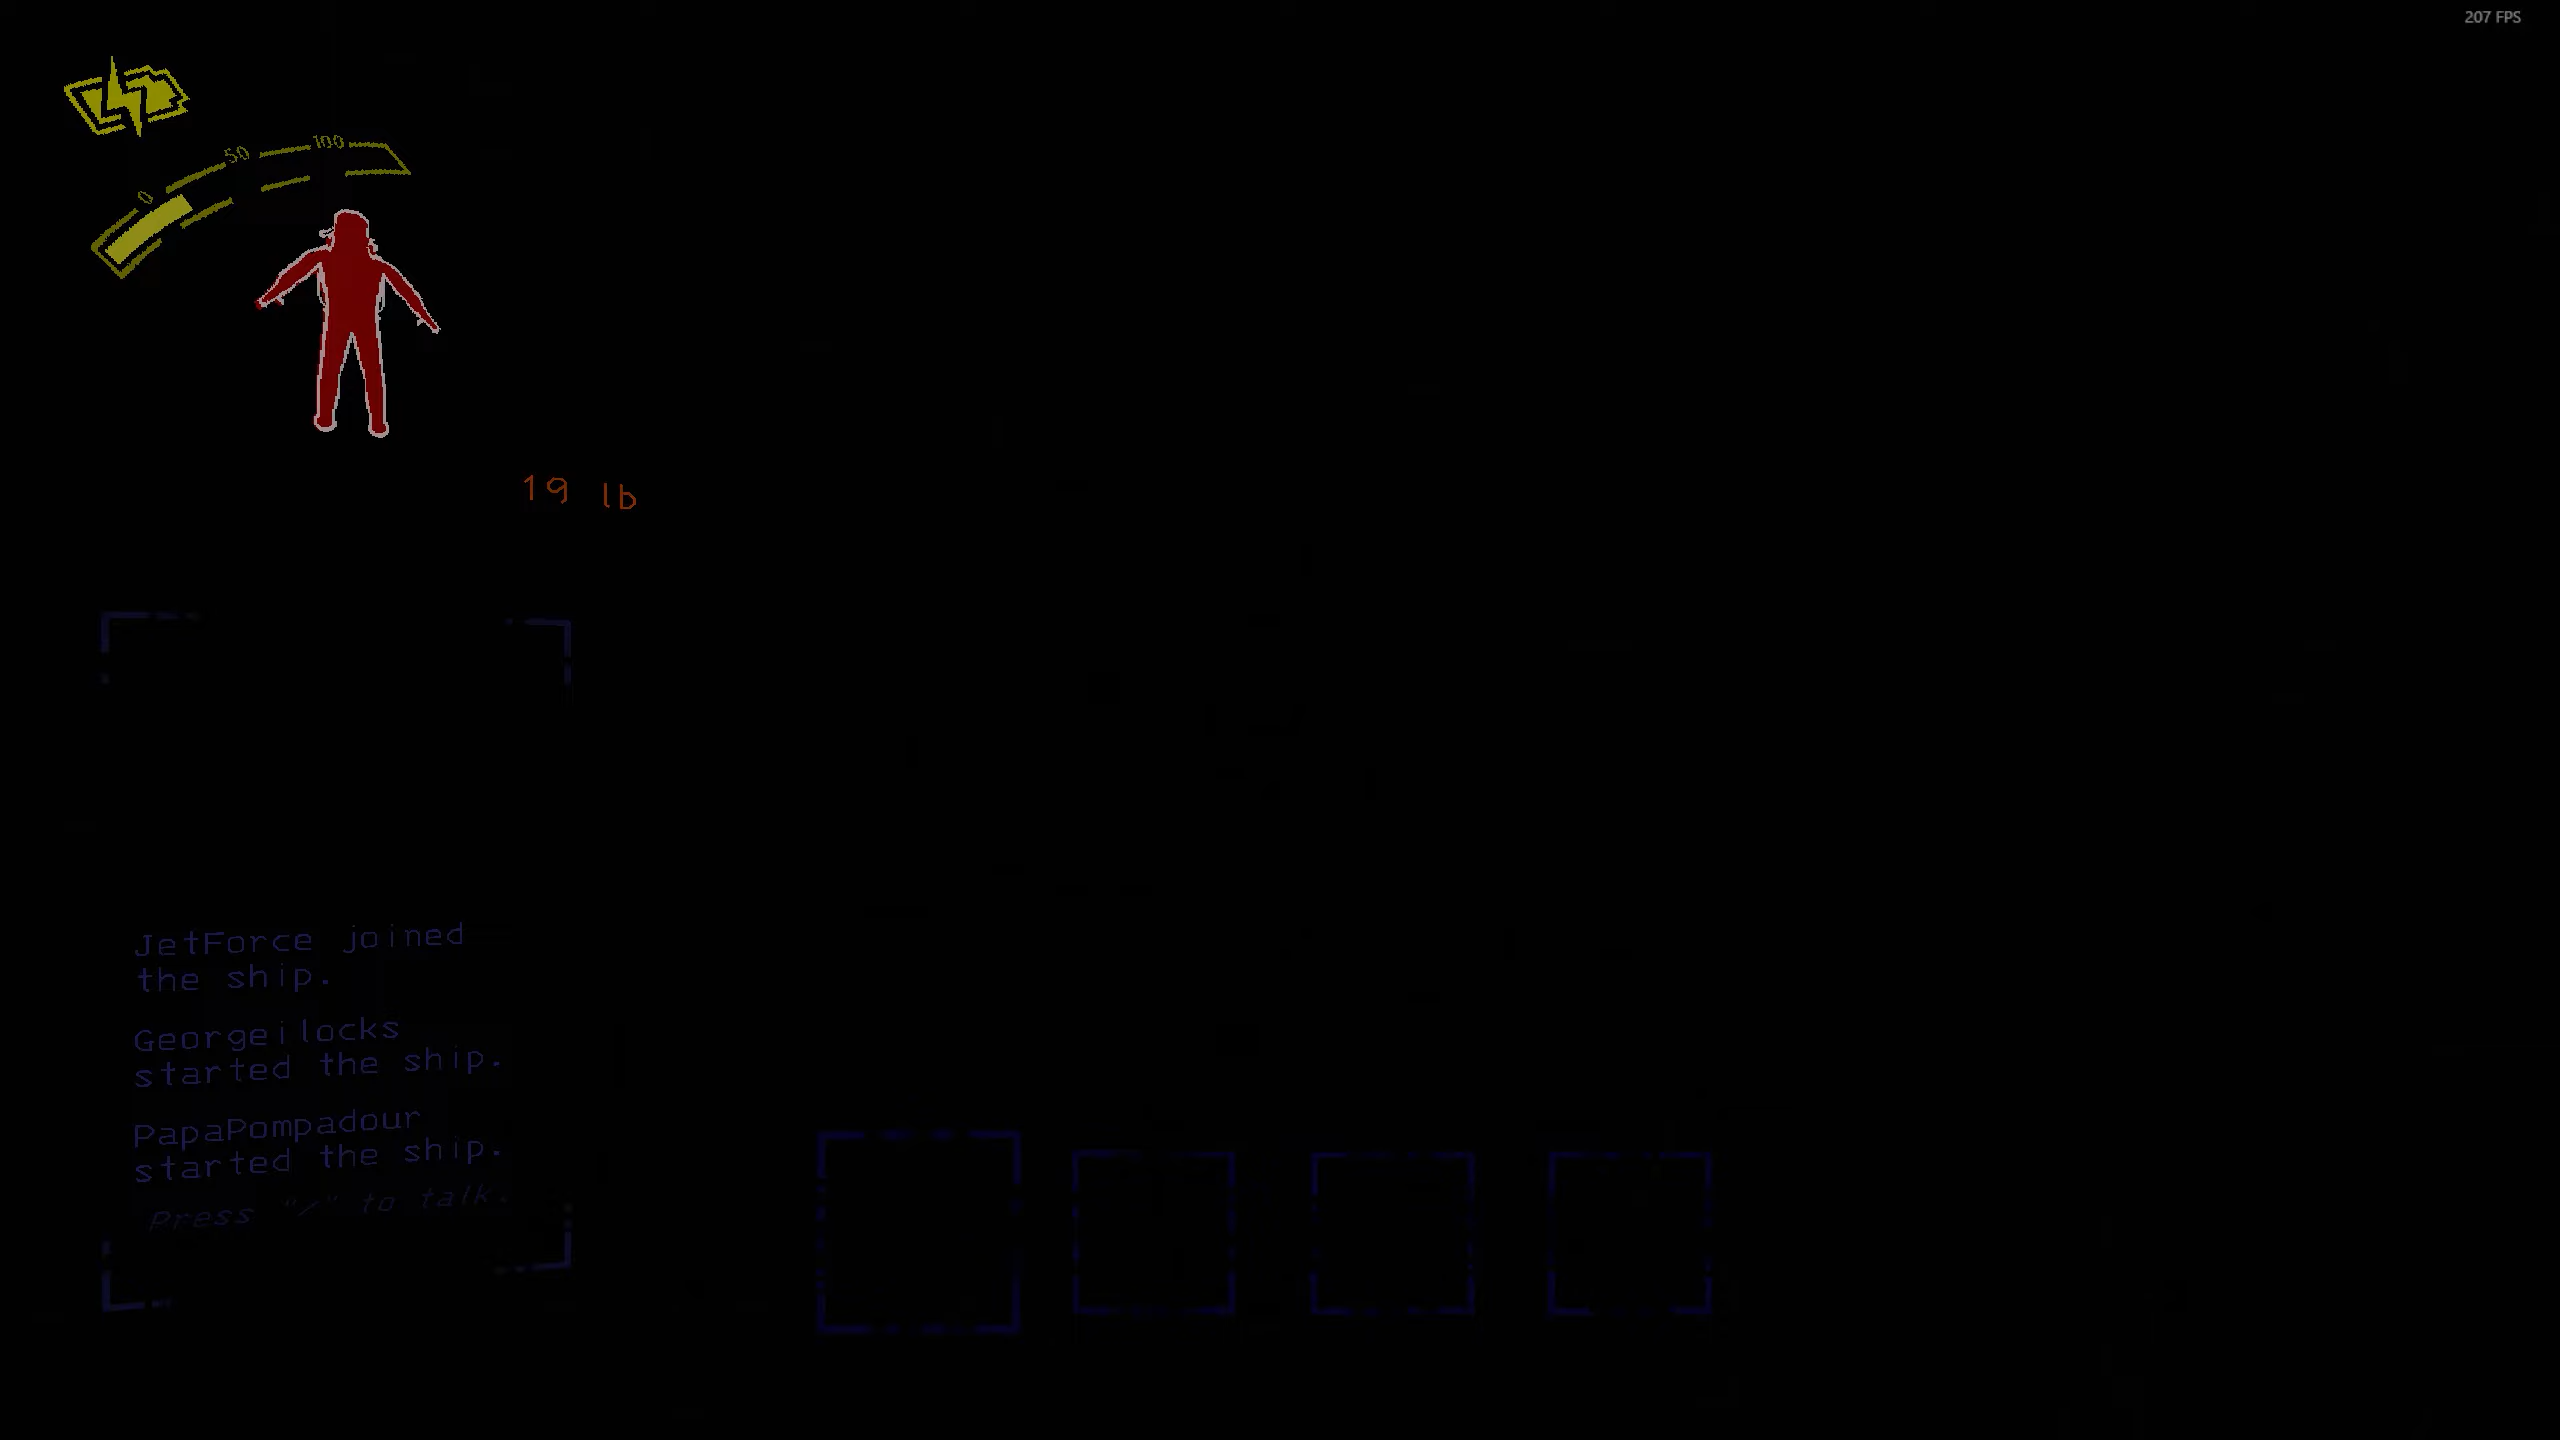 207 FPS
0 50 100
19 lb
JetForce joined
the ship.
Georgeilocks
started the ship.
PapaPompadour
started the ship.
Press "/" to talk.